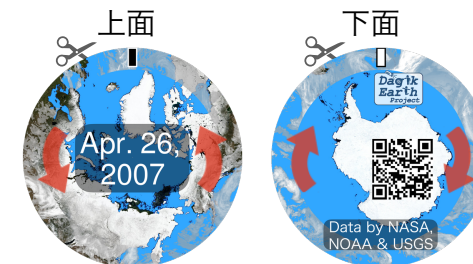 上面
下面
Apr. 26,
2007
Dagik
Earth
Project
Data by NASA,
NOAA & USGS